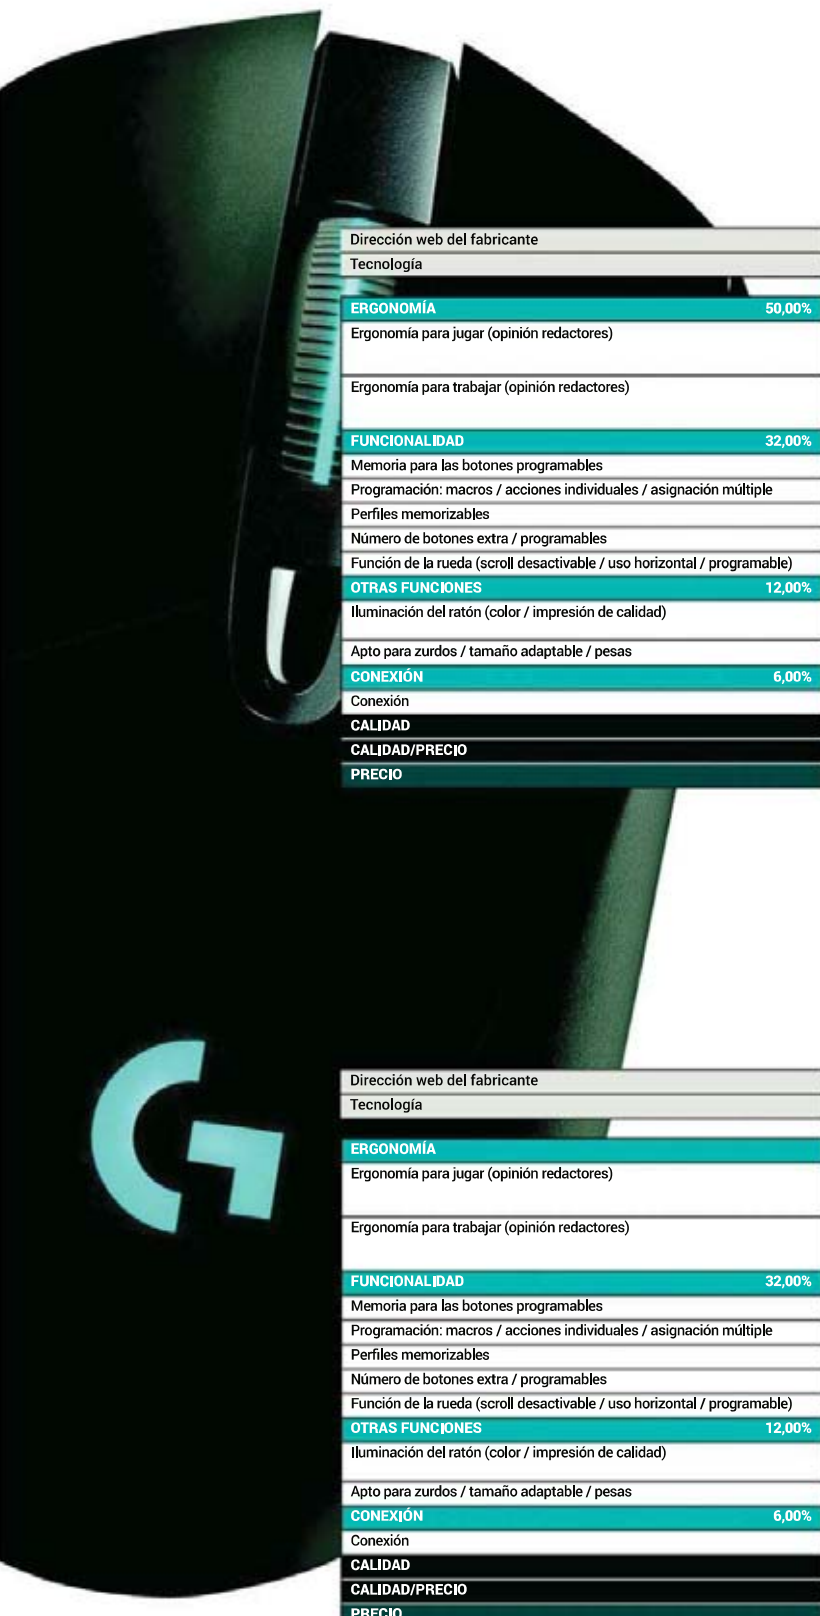 Dirección web del fabricante
Tecnología
ERGONOMÍA 50,00%
Ergonomía para jugar (opinión redactores)
Ergonomía para trabajar (opinión redactores)
FUNCIONALIDAD 32,00%
Memoria para las botones programables
Programación: macros / acciones individuales / asignación múltiple
Perfiles memorizables
Número de botones extra / programables
Función de la rueda (scroll desactivable / uso horizontal / programable)
OTRAS FUNCIONES 12,00%
Iluminación del ratón (color / impresión de calidad)
Apto para zurdos / tamaño adaptable / pesas
CONEXIÓN 6,00%
Conexión
CALIDAD
CALIDAD/PRECIO
PRECIO
Dirección web del fabricante
Tecnología
ERGONOMÍA
Ergonomía para jugar (opinión redactores)
Ergonomía para trabajar (opinión redactores)
FUNCIONALIDAD 32,00%
Memoria para las botones programables
Programación: macros / acciones individuales / asignación múltiple
Perfiles memorizables
Número de botones extra / programables
Función de la rueda (scroll desactivable / uso horizontal / programable)
OTRAS FUNCIONES 12,00%
Iluminación del ratón (color / impresión de calidad)
Apto para zurdos / tamaño adaptable / pesas
CONEXIÓN 6,00%
Conexión
CALIDAD
CALIDAD/PRECIO
PRECIO